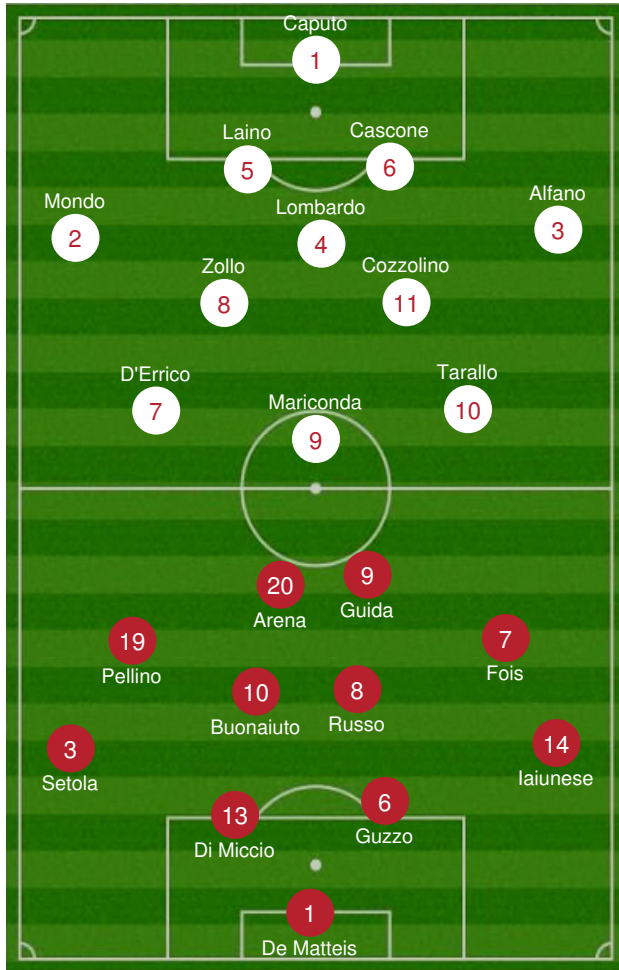 Caputo
1
Laino
5
Cascone
6
Mondo
2
Lombardo
4
Alfano
3
Zollo
8
Cozzolino
11
D'Errico
7
Mariconda
9
Tarallo
10
20
Arena
9
Guida
19
Pellino
7
Fois
10
Buonaiuto
8
Russo
3
Setola
14
Iaiunese
13
Di Miccio
6
Guzzo
1
De Matteis